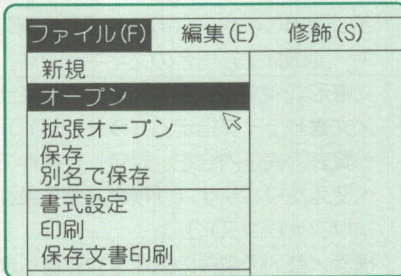 ファイル(F) 編集(E) 修飾(S)
新規
オープン
拡張オープン
保存
別名で保存
書式設定
印刷
保存文書印刷